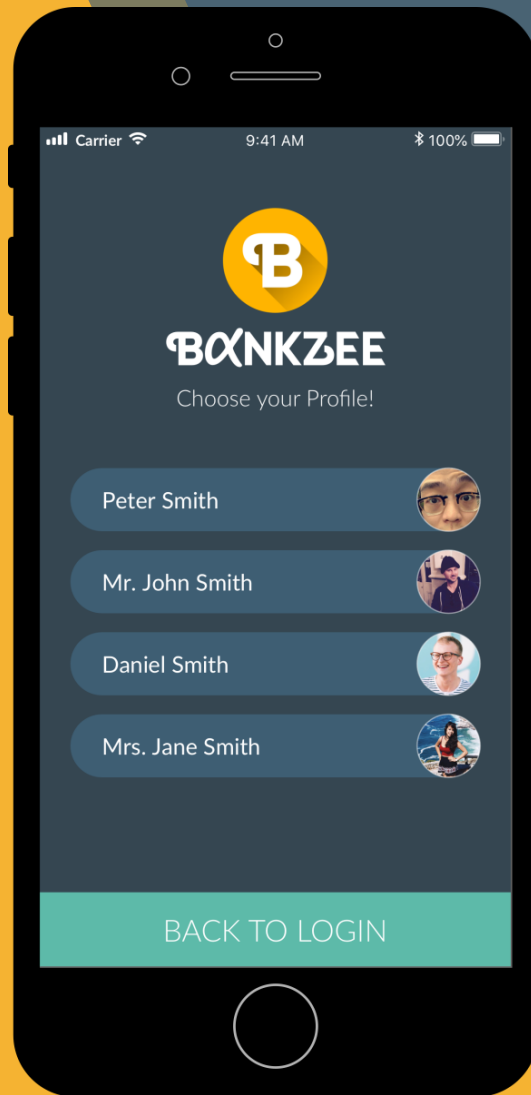 Carrier 9:41 AM 100%
B
BANKZEE
Choose your Profile!
Peter Smith
Mr. John Smith
Daniel Smith
Mrs. Jane Smith
BACK TO LOGIN